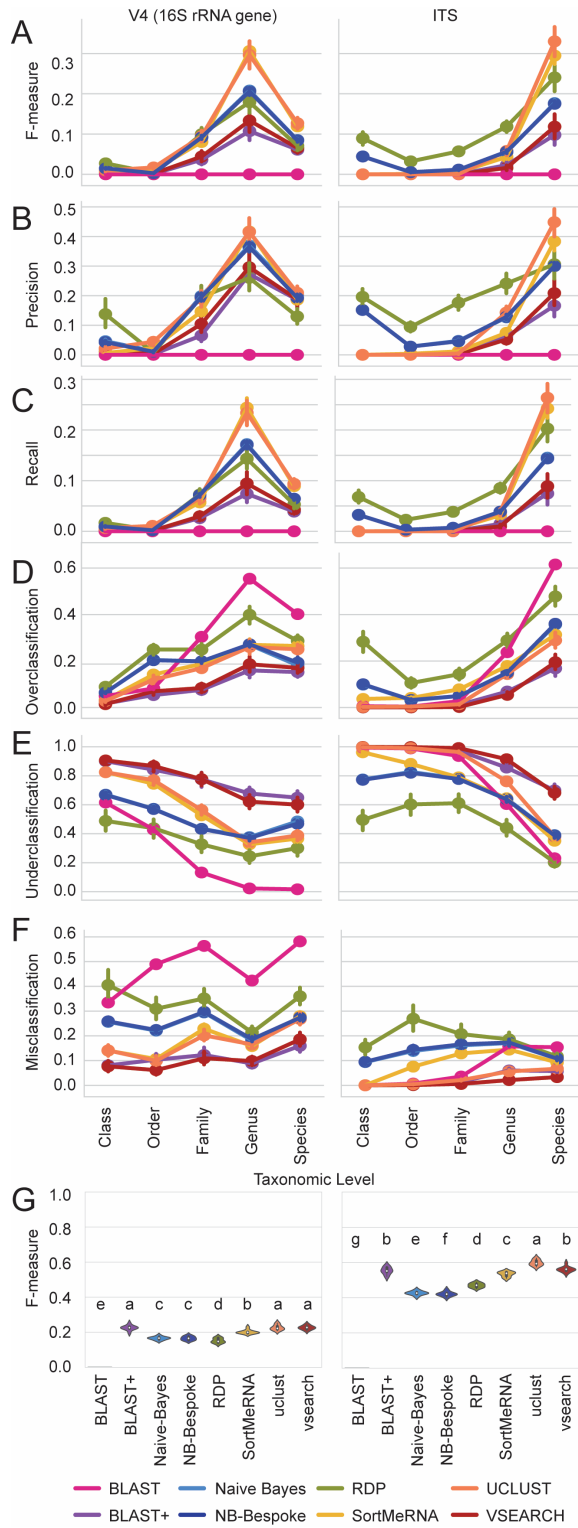 V4 (16S rRNA gene) ITS
A
F-measure
0.3
0.2
0.1
0.0
B
Precision
0.5
0.4
0.3
0.2
0.1
0.0
C
Recall
0.3
0.2
0.1
0.0
D
Overclassification
0.6
0.4
0.2
0.0
E
Underclassification
1.0
0.8
0.6
0.4
0.2
0.0
F
Misclassification
0.6
0.5
0.4
0.3
0.2
0.1
0.0
Class Order Family Genus Species Class Order Family Genus Species
Taxonomic Level
G
F-measure
1.0
0.8
0.6
0.4
0.2
0.0
e a c c d b a a
g b e f d c a b
BLAST BLAST+ Naive-Bayes NB-Bespoke RDP SortMeRNA uclust vsearch BLAST BLAST+ Naive-Bayes NB-Bespoke RDP SortMeRNA uclust vsearch
BLAST Naive Bayes RDP UCLUST
BLAST+ NB-Bespoke SortMeRNA VSEARCH